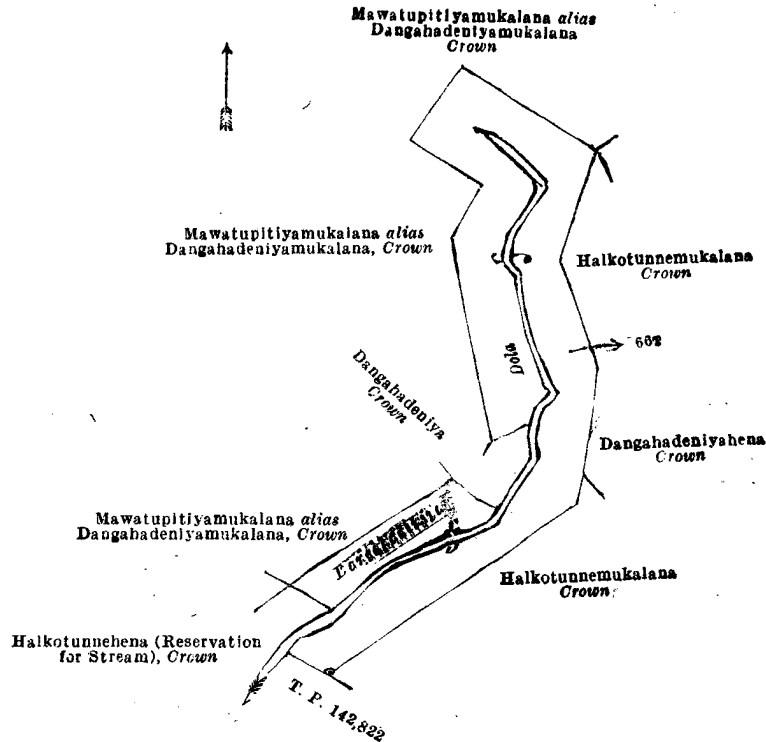 Mawatupitiyamukalana alias
Dangahadeniyamukalana
Crown
Mawatupitiyamukalana alias
Dangahadeniyamukalana, Crown
Halkotunnemukalana
Crown
662
Dola
Dangahadeniya
Crown
Dangahadeniyahena
Crown
Mawatupitiyamukalana alias
Dangahadeniyamukalana, Crown
Halkotunnemukalana
Crown
Halkotunnehena (Reservation
for Stream), Crown
T. P. 142,822